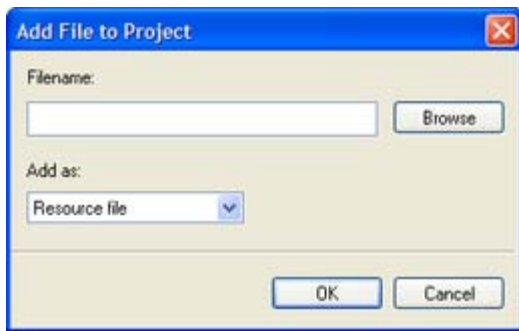 Add File to Project
Filename:
Browse
Add as:
Resource file
OK Cancel